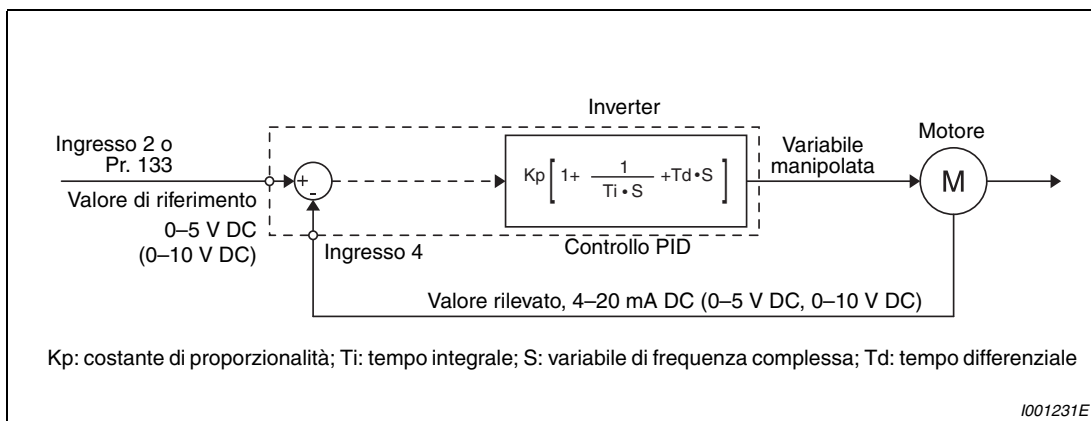 Inverter
Ingresso 2 o
Pr. 133
Valore di riferimento
0–5 V DC
(0–10 V DC)
+
-
Ingresso 4
Kp[1+ 1/Ti•S +Td•S]
Controllo PID
Variabile
manipolata
Motore
M
Valore rilevato, 4–20 mA DC (0–5 V DC, 0–10 V DC)
Kp: costante di proporzionalità; Ti: tempo integrale; S: variabile di frequenza complessa; Td: tempo differenziale
I001231E